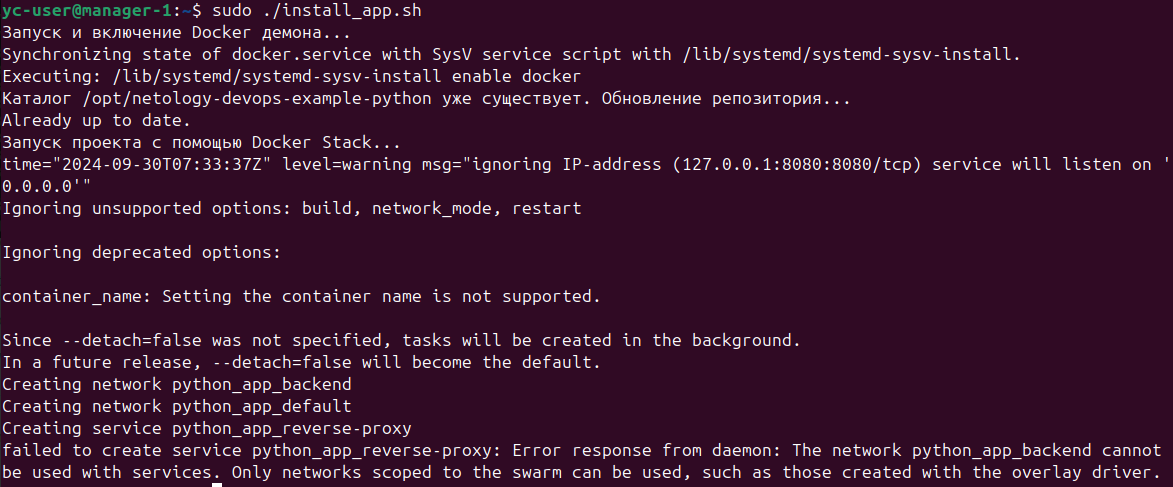 yc-user@manager-1:~$ sudo ./install_app.sh
Запуск и включение Docker демона...
Synchronizing state of docker.service with SysV service script with /lib/systemd/systemd-sysv-install.
Executing: /lib/systemd/systemd-sysv-install enable docker
Каталог /opt/netology-devops-example-python уже существует. Обновление репозитория...
Already up to date.
Запуск проекта с помощью Docker Stack...
time="2024-09-30T07:33:37Z" level=warning msg="ignoring IP-address (127.0.0.1:8080:8080/tcp) service will listen on '
0.0.0.0'"
Ignoring unsupported options: build, network_mode, restart
Ignoring deprecated options:
container_name: Setting the container name is not supported.
Since --detach=false was not specified, tasks will be created in the background.
In a future release, --detach=false will become the default.
Creating network python_app_backend
Creating network python_app_default
Creating service python_app_reverse-proxy
failed to create service python_app_reverse-proxy: Error response from daemon: The network python_app_backend cannot
be used with services. Only networks scoped to the swarm can be used, such as those created with the overlay driver.